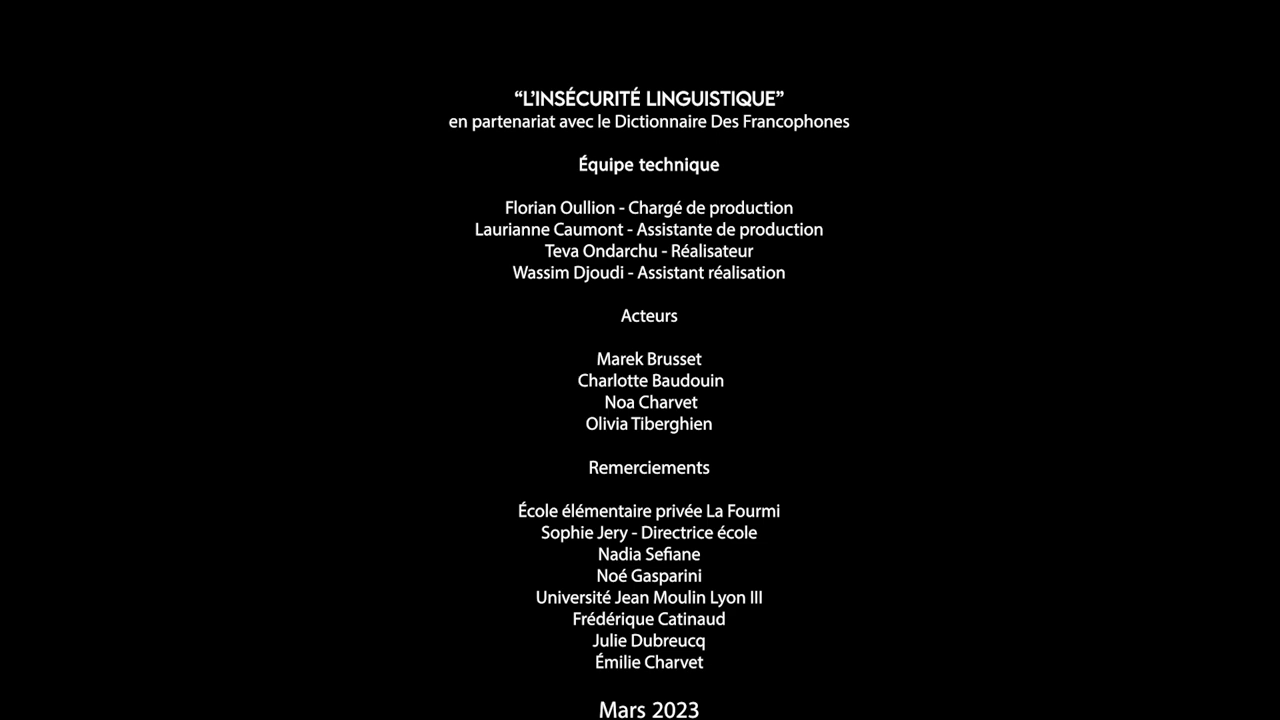 “L’INSÉCURITÉ LINGUISTIQUE”
en partenariat avec le Dictionnaire Des Francophones
Équipe technique
Florian Oullion - Chargé de production
Laurianne Caumont - Assistante de production
Teva Ondarchu - Réalisateur
Wassim Djoudi - Assistant réalisation
Acteurs
Marek Brusset
Charlotte Baudouin
Noa Charvet
Olivia Tiberghien
Remerciements
École élémentaire privée La Fourmi
Sophie Jery - Directrice école
Nadia Sefiane
Noé Gasparini
Université Jean Moulin Lyon III
Frédérique Catinaud
Julie Dubreucq
Émilie Charvet
Mars 2023